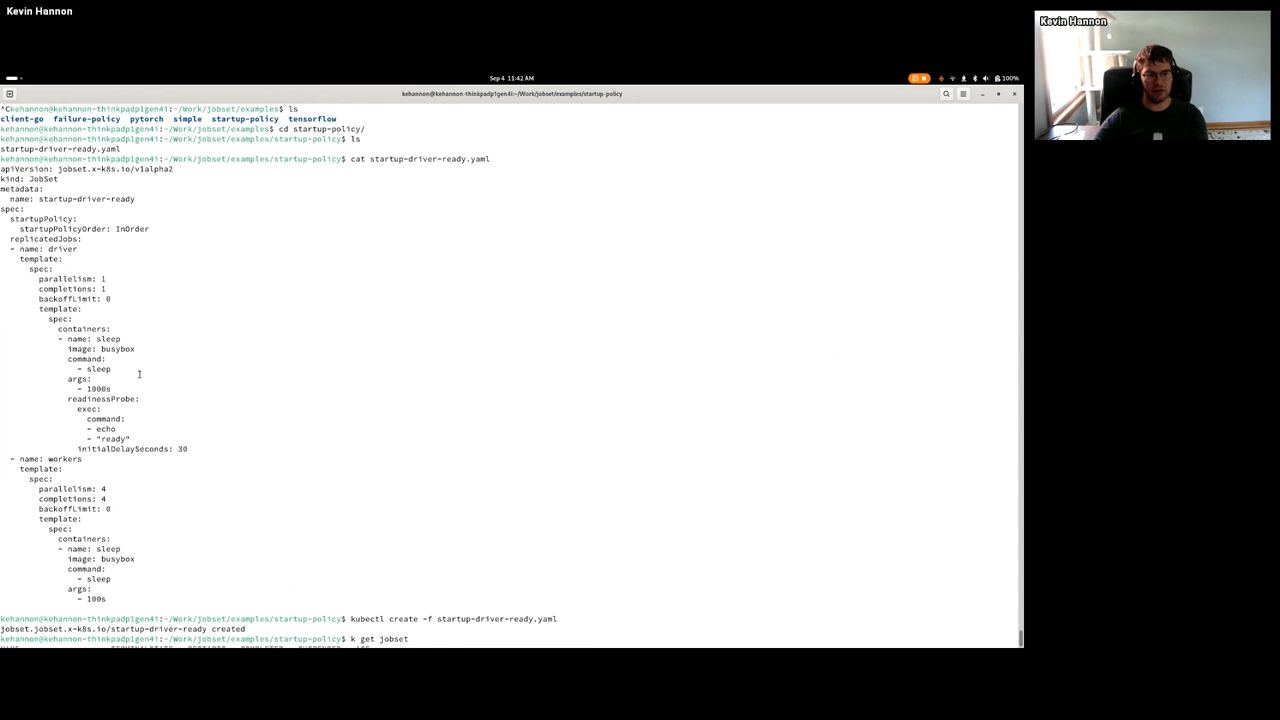 Kevin Hannon
Kevin Hannon
Sep 4 11:42 AM
100%
kehannon@kehannon-thinkpadp1gen4i:~/Work/jobset/examples/startup-policy
^Ckehannon@kehannon-thinkpadp1gen4i:~/Work/jobset/examples$ ls
client-go failure-policy pytorch simple startup-policy tensorflow
kehannon@kehannon-thinkpadp1gen4i:~/Work/jobset/examples$ cd startup-policy/
kehannon@kehannon-thinkpadp1gen4i:~/Work/jobset/examples/startup-policy$ ls
startup-driver-ready.yaml
kehannon@kehannon-thinkpadp1gen4i:~/Work/jobset/examples/startup-policy$ cat startup-driver-ready.yaml
apiVersion: jobset.x-k8s.io/v1alpha2
kind: JobSet
metadata:
  name: startup-driver-ready
spec:
  startupPolicy:
    startupPolicyOrder: InOrder
  replicatedJobs:
  - name: driver
    template:
      spec:
        parallelism: 1
        completions: 1
        backoffLimit: 0
        template:
          spec:
            containers:
            - name: sleep
              image: busybox
              command:
                - sleep
              args:
                - 1000s
              readinessProbe:
                exec:
                  command:
                  - echo
                  - "ready"
                initialDelaySeconds: 30
  - name: workers
    template:
      spec:
        parallelism: 4
        completions: 4
        backoffLimit: 0
        template:
          spec:
            containers:
            - name: sleep
              image: busybox
              command:
                - sleep
              args:
                - 100s
kehannon@kehannon-thinkpadp1gen4i:~/Work/jobset/examples/startup-policy$ kubectl create -f startup-driver-ready.yaml
jobset.jobset.x-k8s.io/startup-driver-ready created
kehannon@kehannon-thinkpadp1gen4i:~/Work/jobset/examples/startup-policy$ k get jobset